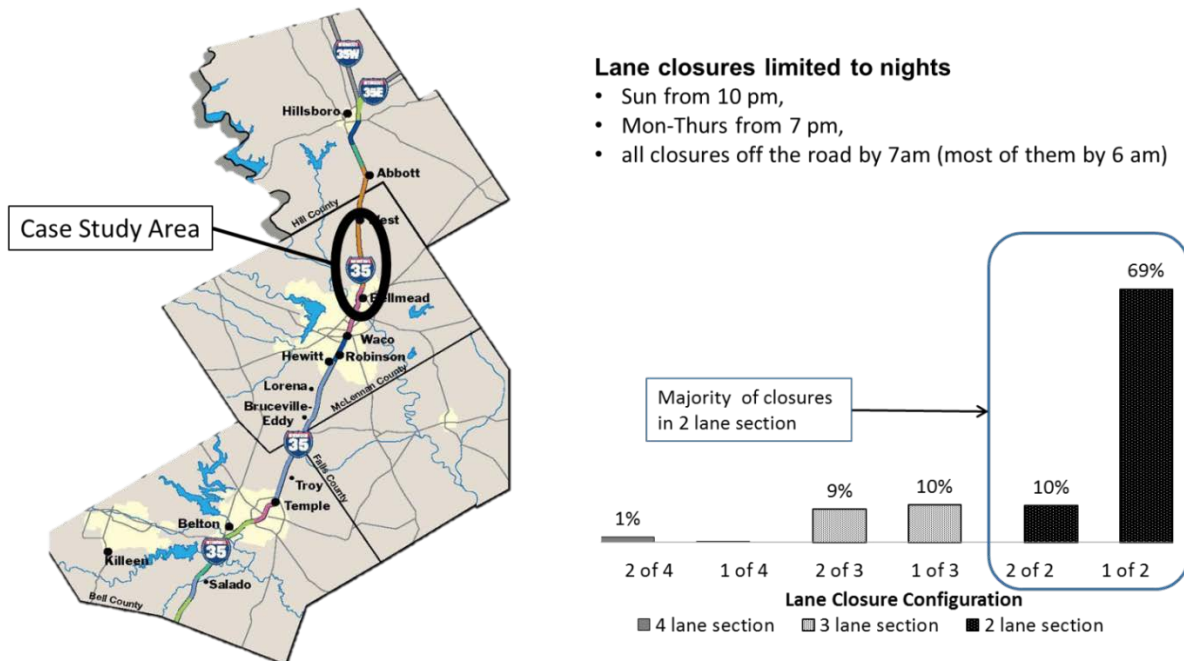 35W
35E
Hillsboro
Abbott
Hill County
West
Case Study Area
35
Bellmead
Waco
Hewitt
Robinson
Lorena
McLennan County
Bruceville-
Eddy
35
Falls County
Troy
Temple
Belton
35
Killeen
Salado
Bell County
Lane closures limited to nights
• Sun from 10 pm,
• Mon-Thurs from 7 pm,
• all closures off the road by 7am (most of them by 6 am)
Majority of closures
in 2 lane section
1%
9%
10%
10%
69%
2 of 4
1 of 4
2 of 3
1 of 3
2 of 2
1 of 2
Lane Closure Configuration
4 lane section
3 lane section
2 lane section